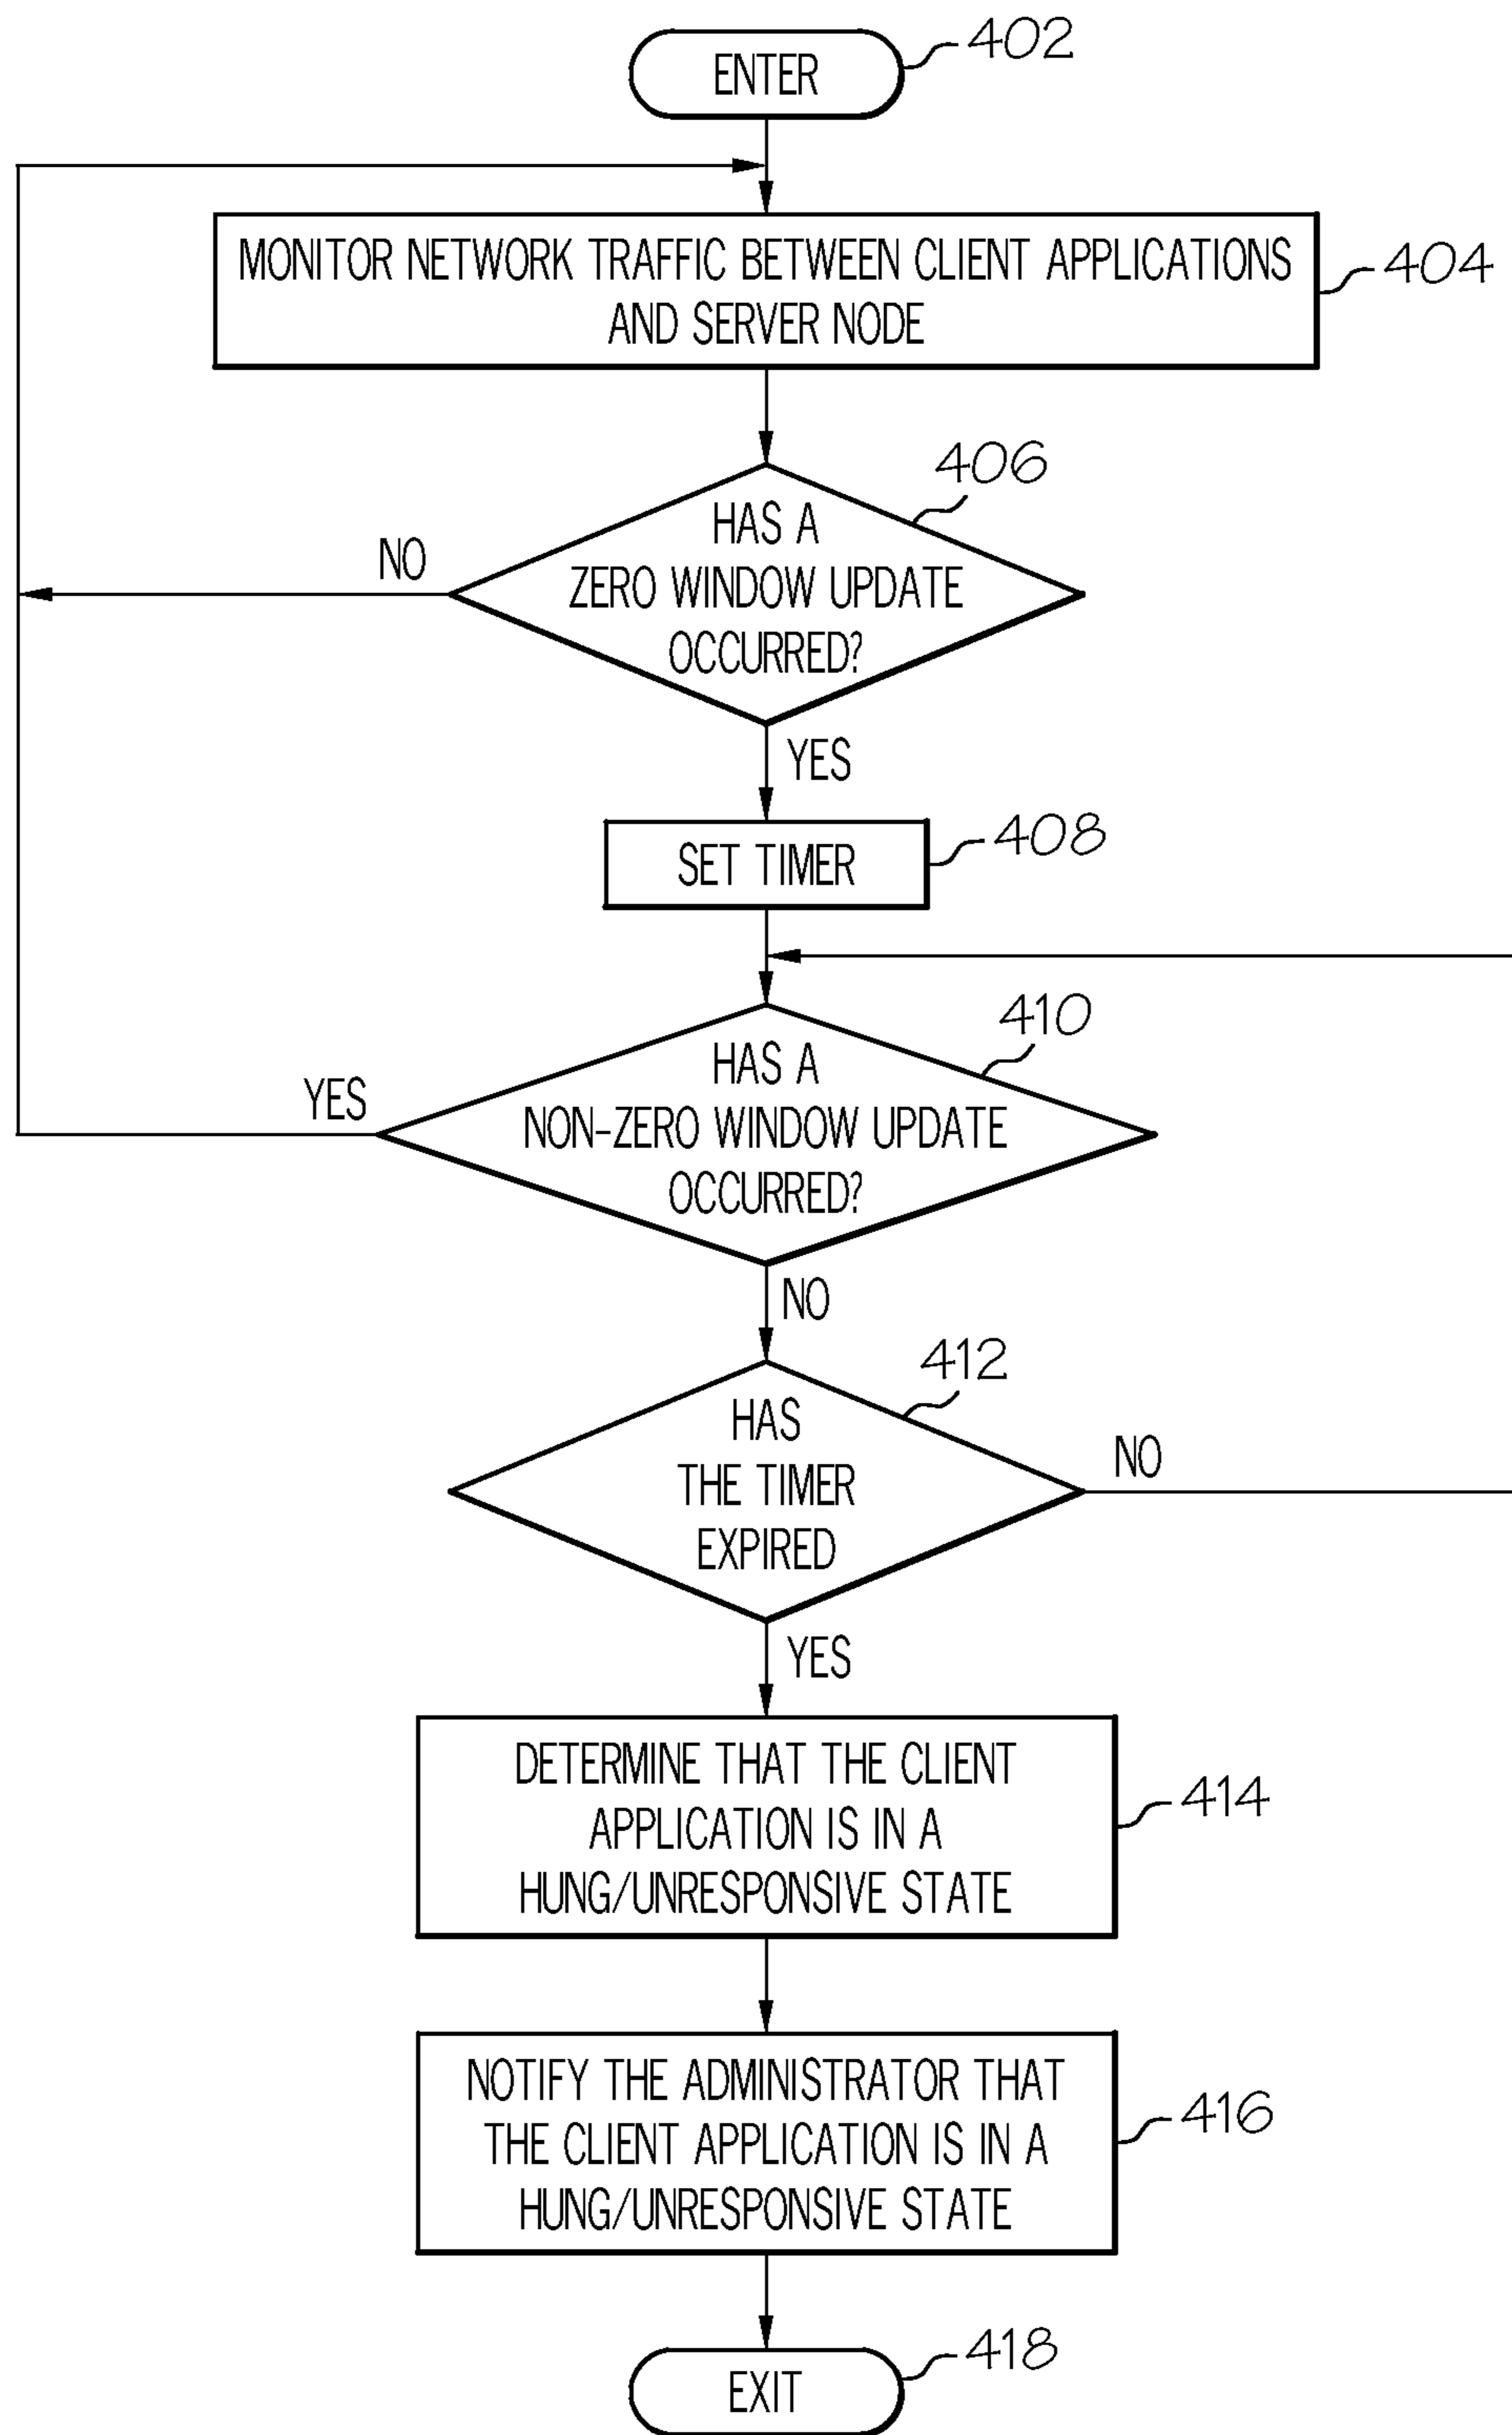 ENTER
402
MONITOR NETWORK TRAFFIC BETWEEN CLIENT APPLICATIONS
AND SERVER NODE
404
406
HAS A
ZERO WINDOW UPDATE
OCCURRED?
NO
YES
SET TIMER
408
410
HAS A
NON-ZERO WINDOW UPDATE
OCCURRED?
YES
NO
412
HAS
THE TIMER
EXPIRED
NO
YES
DETERMINE THAT THE CLIENT
APPLICATION IS IN A
HUNG/UNRESPONSIVE STATE
414
NOTIFY THE ADMINISTRATOR THAT
THE CLIENT APPLICATION IS IN A
HUNG/UNRESPONSIVE STATE
416
EXIT
418